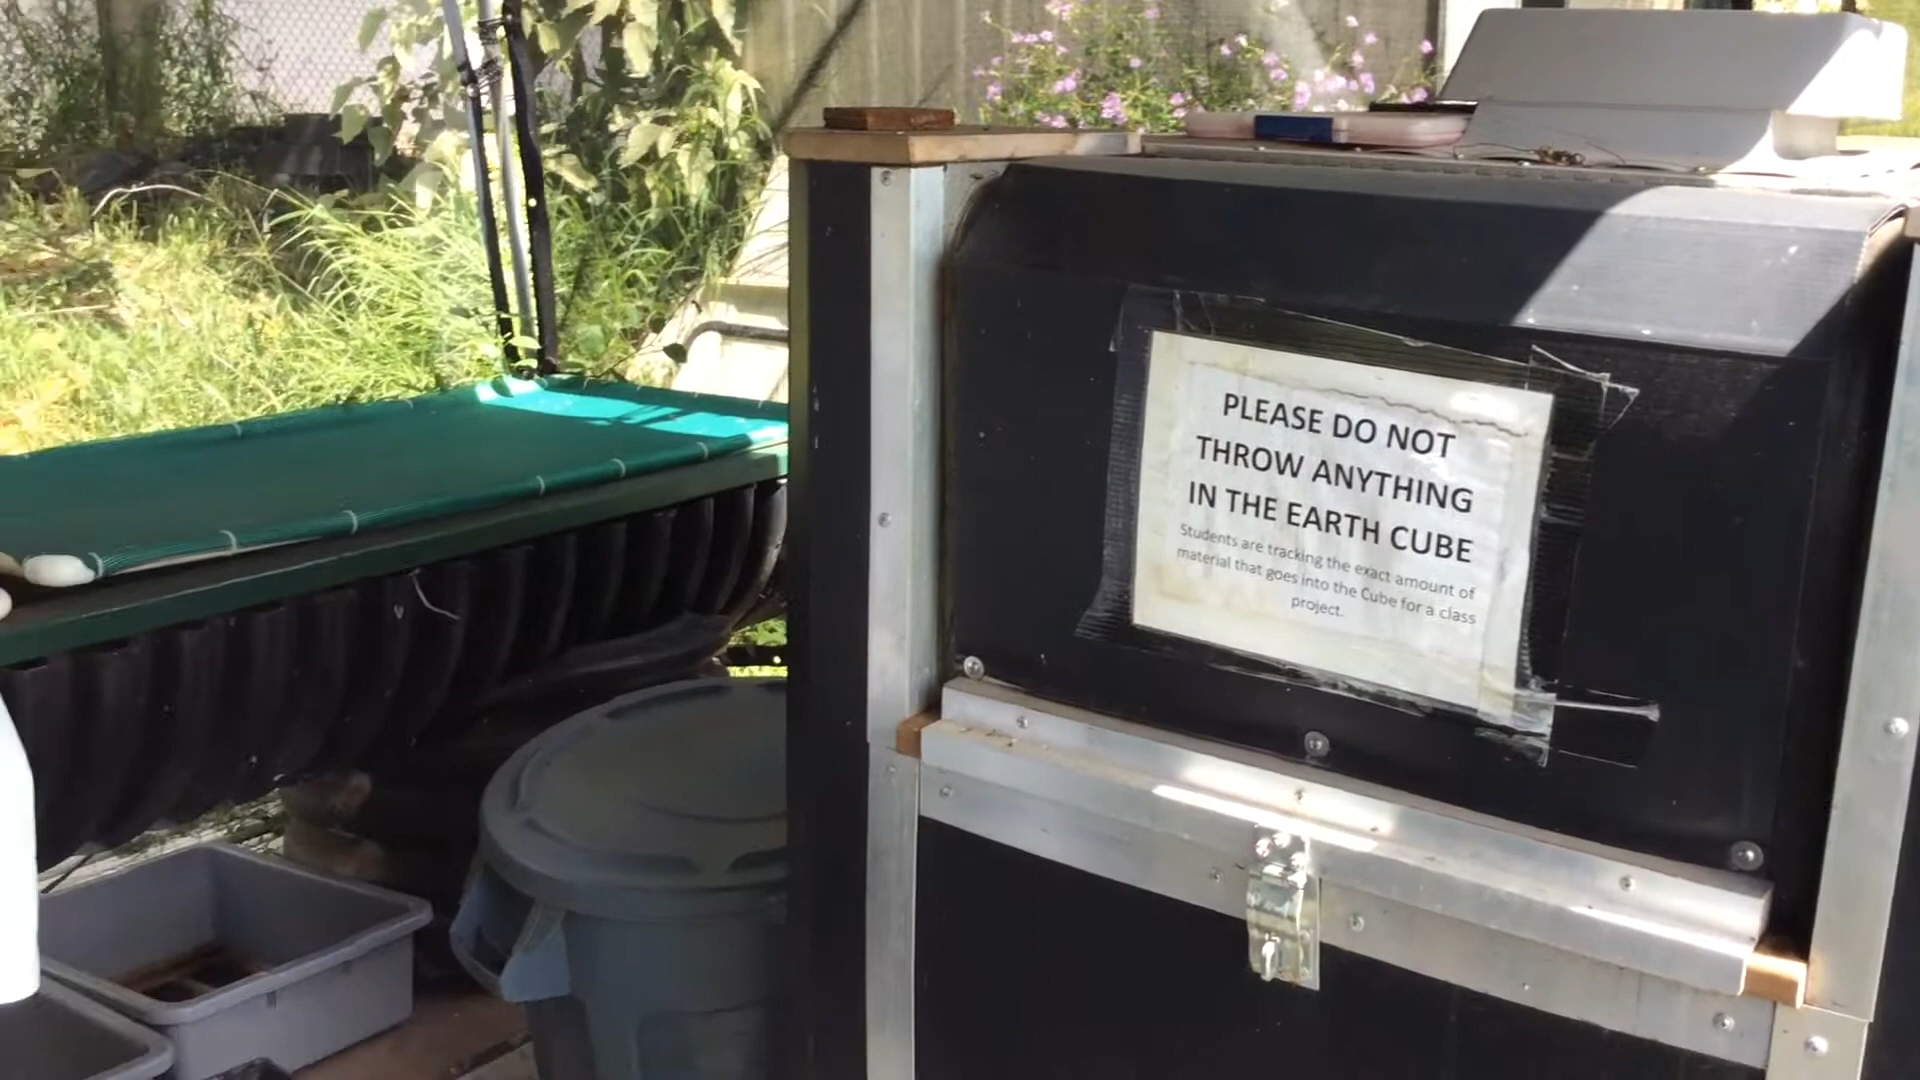 PLEASE DO NOT
THROW ANYTHING
IN THE EARTH CUBE
Students are tracking the exact amount of
material that goes into the Cube for a class
project.